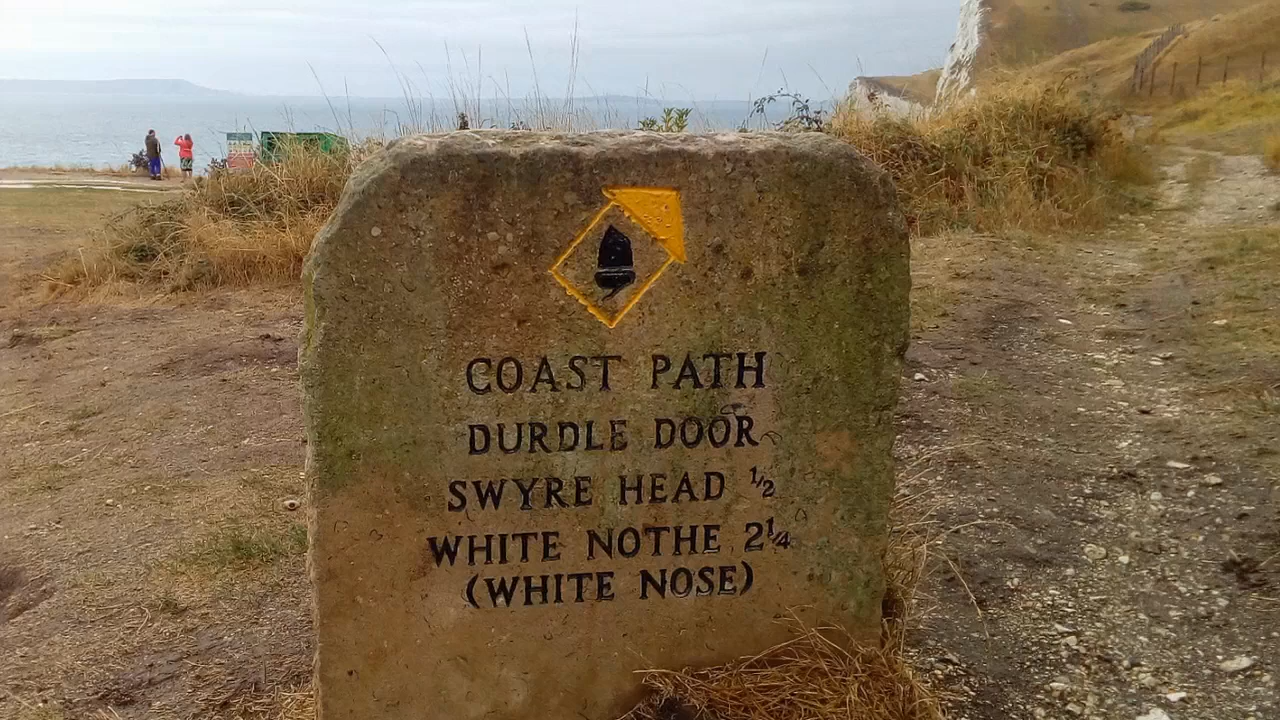 COAST PATH
DURDLE DOOR
SWYRE HEAD ½
WHITE NOTHE 2¼
(WHITE NOSE)